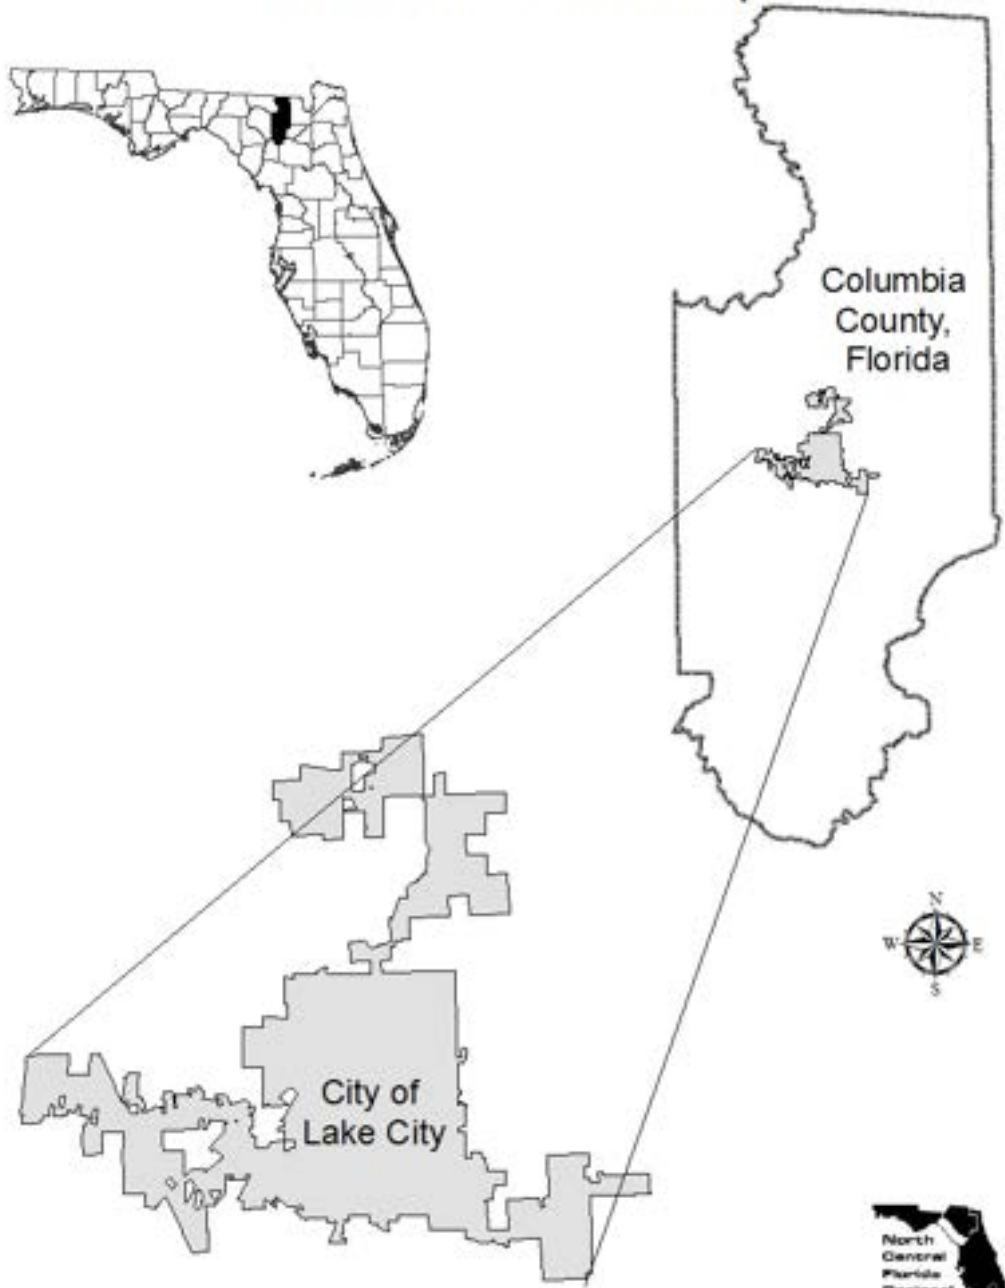 Columbia
County,
Florida
City of
Lake City
N
W E
S
North
Central
Florida